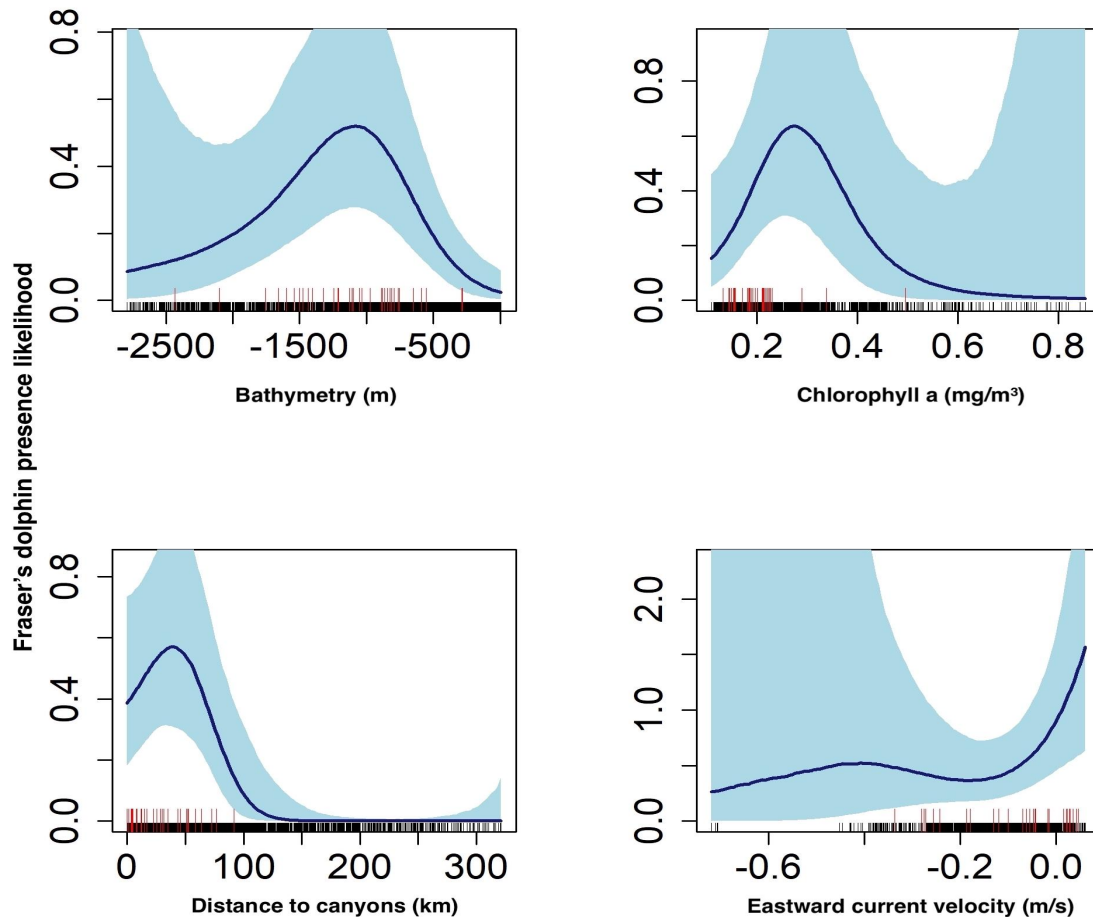 Fraser's dolphin presence likelihood
0.8
0.4
0.0
-2500 -1500 -500
Bathymetry (m)
0.8
0.4
0.0
0.2 0.4 0.6 0.8
Chlorophyll a (mg/m³)
0.8
0.4
0.0
0 100 200 300
Distance to canyons (km)
2.0
1.0
0.0
-0.6 -0.2 0.0
Eastward current velocity (m/s)